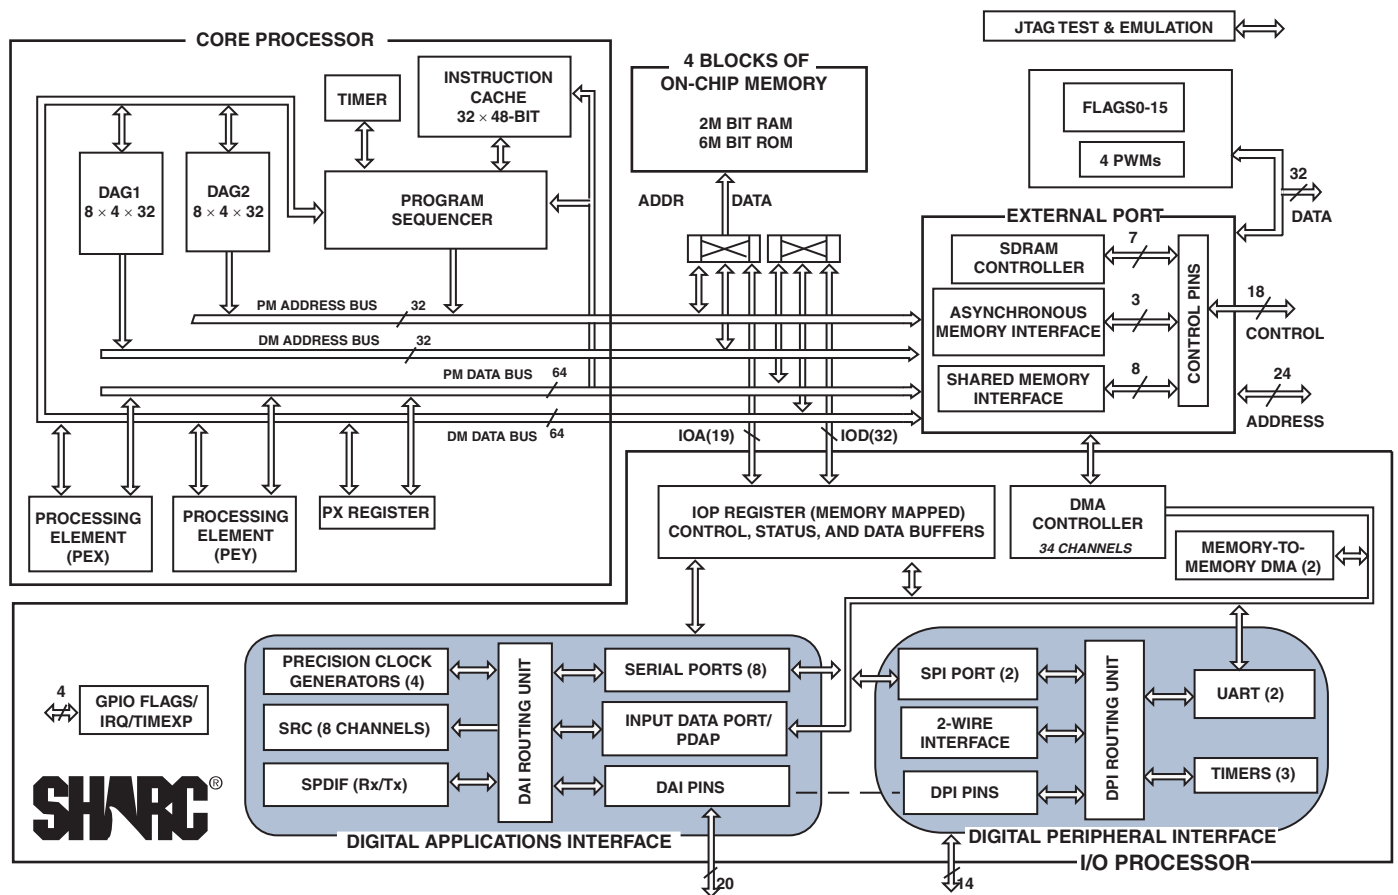 CORE PROCESSOR
JTAG TEST & EMULATION
4 BLOCKS OF
ON-CHIP MEMORY
2M BIT RAM
6M BIT ROM
INSTRUCTION
CACHE
32 × 48-BIT
TIMER
FLAGS0-15
4 PWMs
DAG1
8 × 4 × 32
DAG2
8 × 4 × 32
PROGRAM
SEQUENCER
ADDR
DATA
32
DATA
EXTERNAL PORT
SDRAM
CONTROLLER
7
ASYNCHRONOUS
MEMORY INTERFACE
3
SHARED MEMORY
INTERFACE
8
CONTROL PINS
18
CONTROL
24
ADDRESS
PM ADDRESS BUS
32
DM ADDRESS BUS
32
PM DATA BUS
64
DM DATA BUS
64
IOA(19)
IOD(32)
PROCESSING
ELEMENT
(PEX)
PROCESSING
ELEMENT
(PEY)
PX REGISTER
IOP REGISTER (MEMORY MAPPED)
CONTROL, STATUS, AND DATA BUFFERS
DMA
CONTROLLER
34 CHANNELS
MEMORY-TO-
MEMORY DMA (2)
4
GPIO FLAGS/
IRQ/TIMEXP
PRECISION CLOCK
GENERATORS (4)
SRC (8 CHANNELS)
SPDIF (Rx/Tx)
DAI ROUTING UNIT
SERIAL PORTS (8)
INPUT DATA PORT/
PDAP
DAI PINS
DIGITAL APPLICATIONS INTERFACE
20
SPI PORT (2)
2-WIRE
INTERFACE
DPI PINS
DPI ROUTING UNIT
UART (2)
TIMERS (3)
DIGITAL PERIPHERAL INTERFACE
14
I/O PROCESSOR
SHARC®